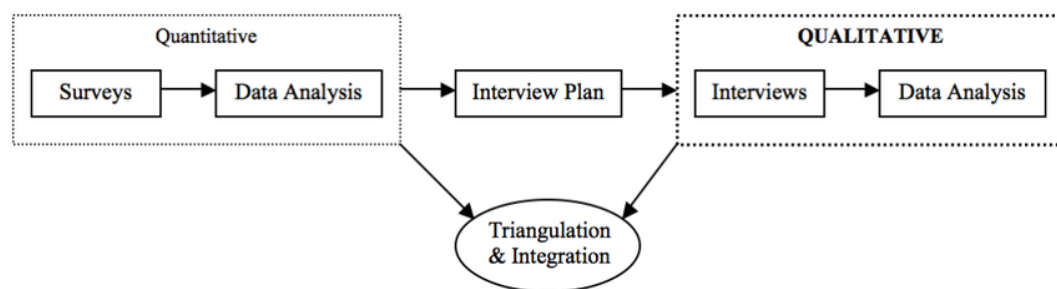 Quantitative
Surveys
Data Analysis
Interview Plan
QUALITATIVE
Interviews
Data Analysis
Triangulation
& Integration